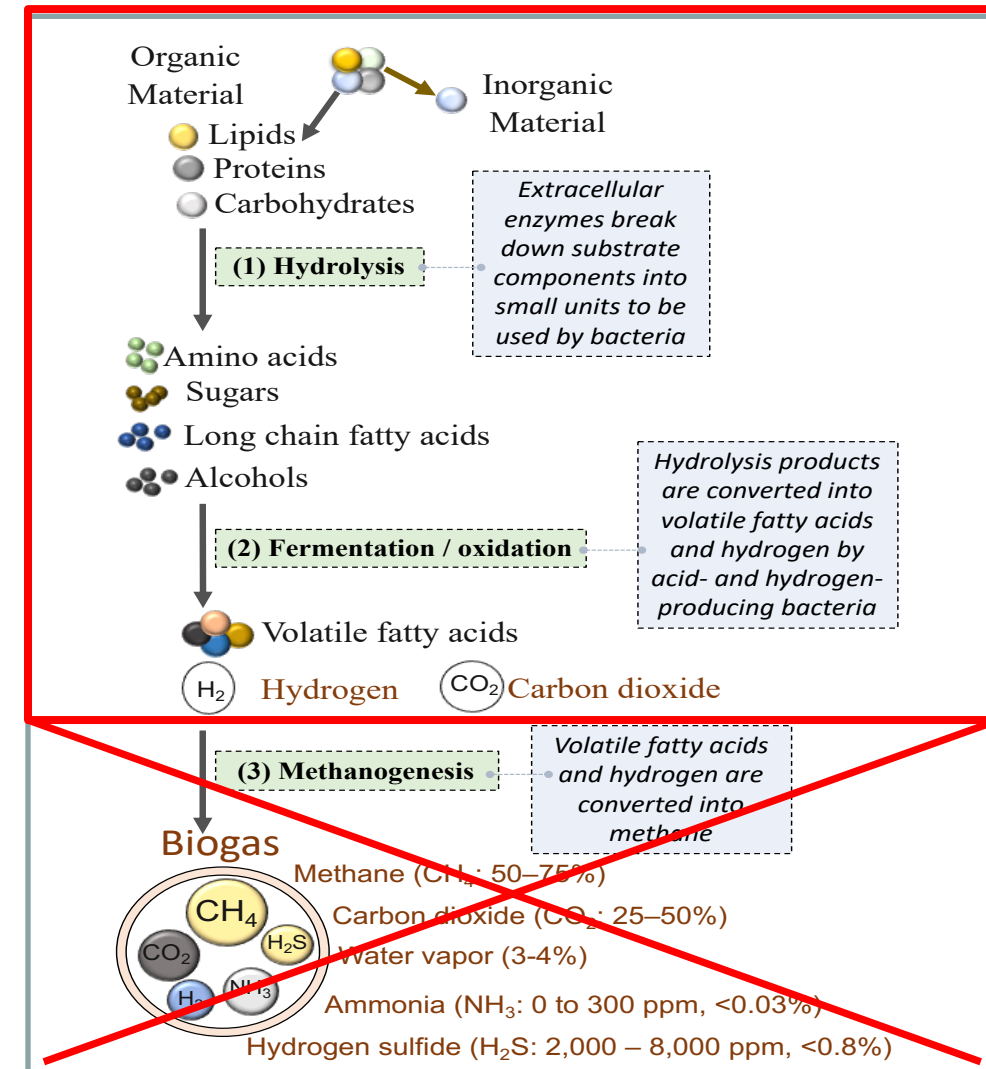 Organic
Material
Inorganic
Material
Lipids
Proteins
Carbohydrates
Extracellular
enzymes break
down substrate
components into
small units to be
used by bacteria
(1) Hydrolysis
Amino acids
Sugars
Long chain fatty acids
Alcohols
Hydrolysis products
are converted into
volatile fatty acids
and hydrogen by
acid- and hydrogen-
producing bacteria
(2) Fermentation / oxidation
Volatile fatty acids
H₂ Hydrogen CO₂ Carbon dioxide
(3) Methanogenesis
Volatile fatty acids
and hydrogen are
converted into
methane
Biogas
Methane (CH₄: 50–75%)
Carbon dioxide (CO₂: 25–50%)
Water vapor (3-4%)
Ammonia (NH₃: 0 to 300 ppm, <0.03%)
Hydrogen sulfide (H₂S: 2,000 – 8,000 ppm, <0.8%)
CH₄
H₂S
CO₂
H₂
NH₃